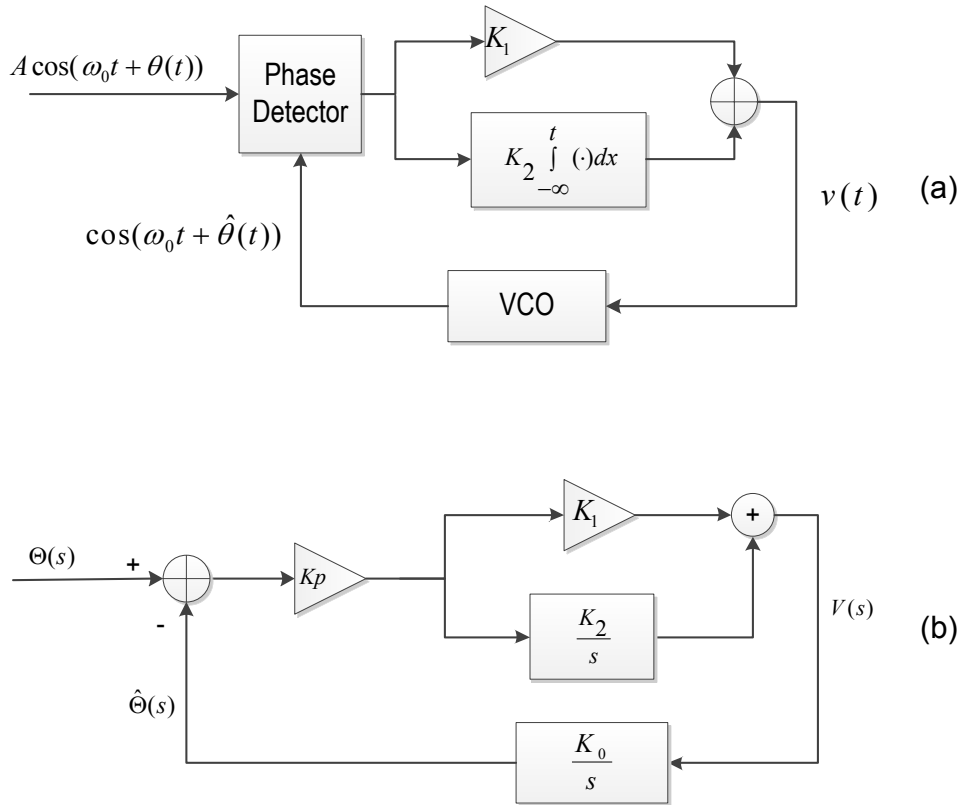 A cos(ω₀t + θ(t))
Phase
Detector
K₁
K₂ ∫_{-∞}^{t} (·)dx
v(t)
(a)
cos(ω₀t + θ̂(t))
VCO
Θ(s)
+
-
Kp
K₁
+
K₂/s
V(s)
(b)
Θ̂(s)
K₀/s